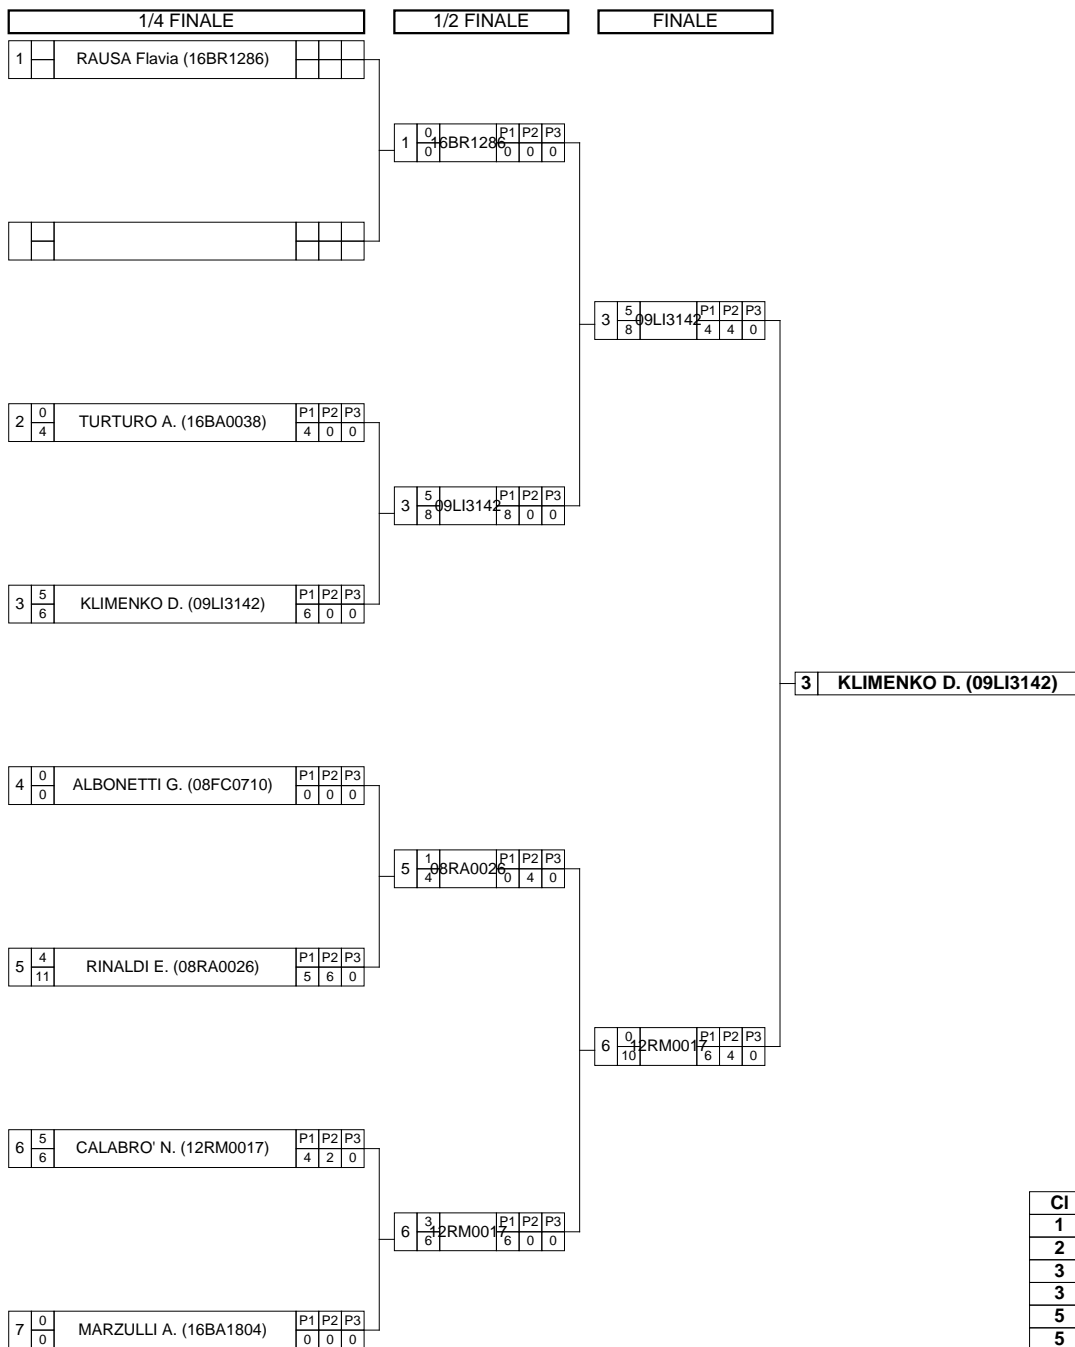 1/4 FINALE 1/2 FINALE FINALE
1 RAUSA Flavia (16BR1286)
1 0 0 16BR1286 P1 P2 P3 0 0 0
3 5 8 09LI3142 P1 P2 P3 4 4 0
2 0 4 TURTURO A. (16BA0038) P1 P2 P3 4 0 0
3 5 8 09LI3142 P1 P2 P3 8 0 0
3 5 6 KLIMENKO D. (09LI3142) P1 P2 P3 6 0 0
3 KLIMENKO D. (09LI3142)
4 0 0 ALBONETTI G. (08FC0710) P1 P2 P3 0 0 0
5 1 4 08RA0026 P1 P2 P3 0 4 0
5 4 11 RINALDI E. (08RA0026) P1 P2 P3 5 6 0
6 0 10 12RM0017 P1 P2 P3 6 4 0
6 5 6 CALABRO' N. (12RM0017) P1 P2 P3 4 2 0
6 3 6 12RM0017 P1 P2 P3 6 0 0
7 0 0 MARZULLI A. (16BA1804) P1 P2 P3 0 0 0
Cl
1
2
3
3
5
5